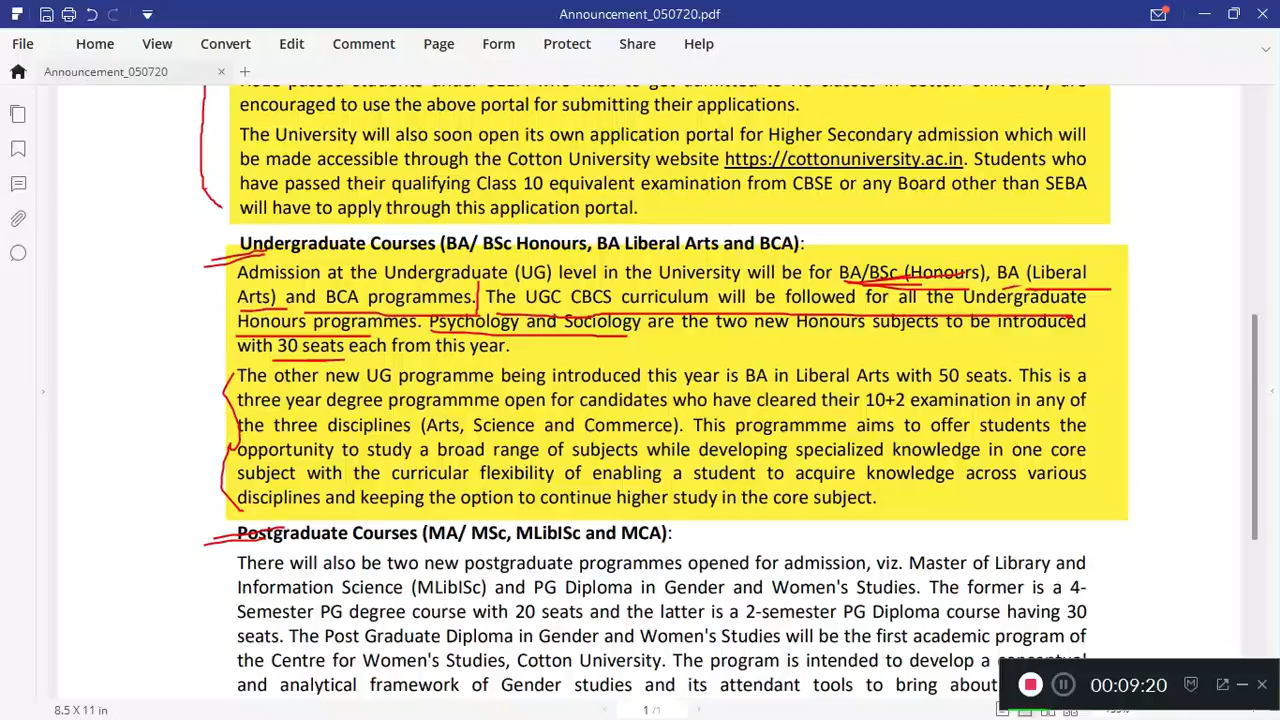 Announcement_050720.pdf
File Home View Convert Edit Comment Page Form Protect Share Help
Announcement_050720
encouraged to use the above portal for submitting their applications.
The University will also soon open its own application portal for Higher Secondary admission which will
be made accessible through the Cotton University website https://cottonuniversity.ac.in. Students who
have passed their qualifying Class 10 equivalent examination from CBSE or any Board other than SEBA
will have to apply through this application portal.
Undergraduate Courses (BA/ BSc Honours, BA Liberal Arts and BCA):
Admission at the Undergraduate (UG) level in the University will be for BA/BSc (Honours), BA (Liberal
Arts) and BCA programmes. The UGC CBCS curriculum will be followed for all the Undergraduate
Honours programmes. Psychology and Sociology are the two new Honours subjects to be introduced
with 30 seats each from this year.
The other new UG programme being introduced this year is BA in Liberal Arts with 50 seats. This is a
three year degree programmme open for candidates who have cleared their 10+2 examination in any of
the three disciplines (Arts, Science and Commerce). This programmme aims to offer students the
opportunity to study a broad range of subjects while developing specialized knowledge in one core
subject with the curricular flexibility of enabling a student to acquire knowledge across various
disciplines and keeping the option to continue higher study in the core subject.
Postgraduate Courses (MA/ MSc, MLibISc and MCA):
There will also be two new postgraduate programmes opened for admission, viz. Master of Library and
Information Science (MLibISc) and PG Diploma in Gender and Women's Studies. The former is a 4-
Semester PG degree course with 20 seats and the latter is a 2-semester PG Diploma course having 30
seats. The Post Graduate Diploma in Gender and Women's Studies will be the first academic program of
the Centre for Women's Studies, Cotton University. The program is intended to develop a
and analytical framework of Gender studies and its attendant tools to bring about
00:09:20
8.5 X 11 in
1 /1